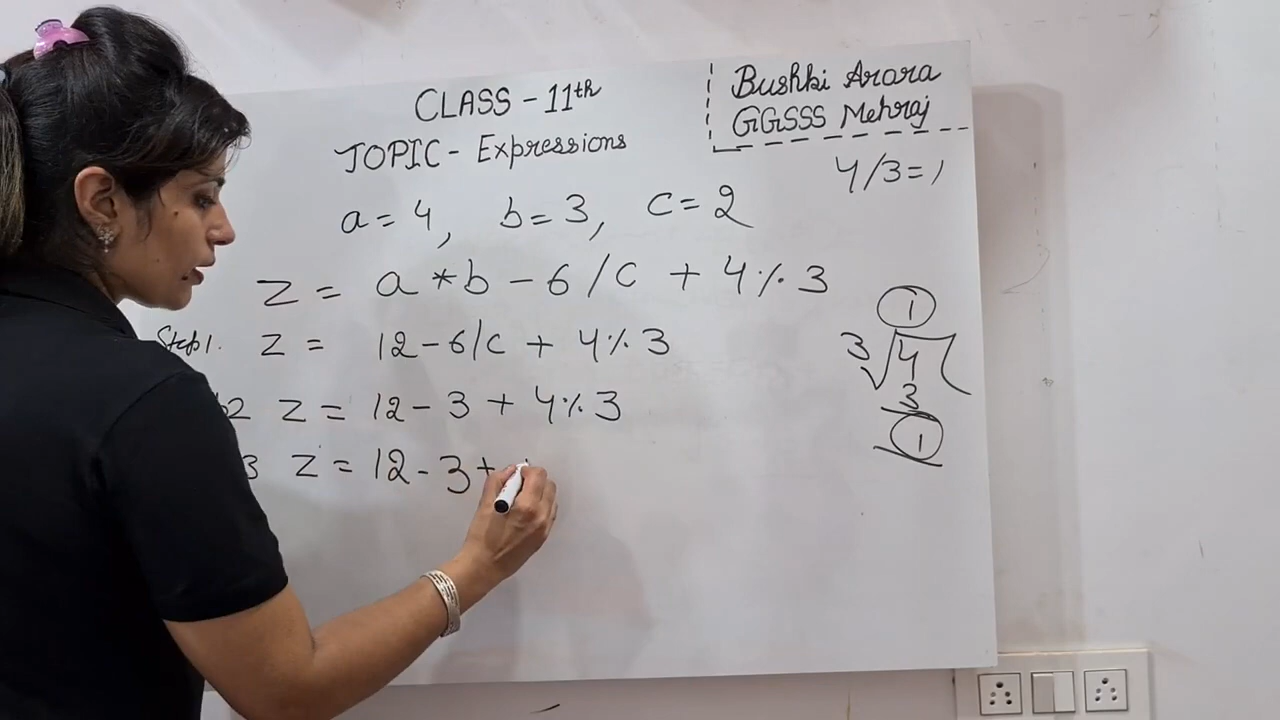 CLASS - 11th
TOPIC - Expressions
Bushki Arora
GGSSS Mehraj
4/3=1
a=4, b=3, c=2
z = a*b-6/c + 4%3
Step1. z = 12-6/c + 4%3
2 z = 12-3 + 4%3
3 z = 12-3+
1
3√4
3
1